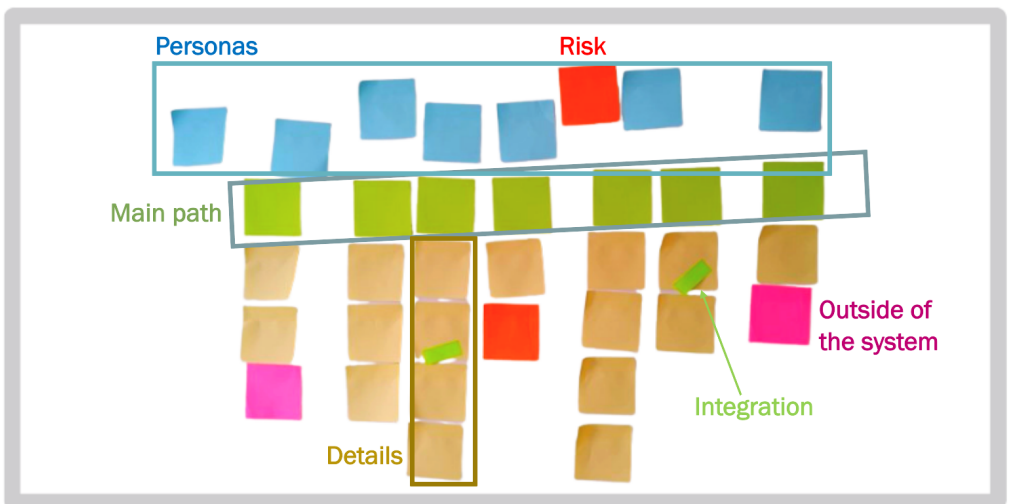 Personas
Risk
Main path
Outside of
the system
Integration
Details